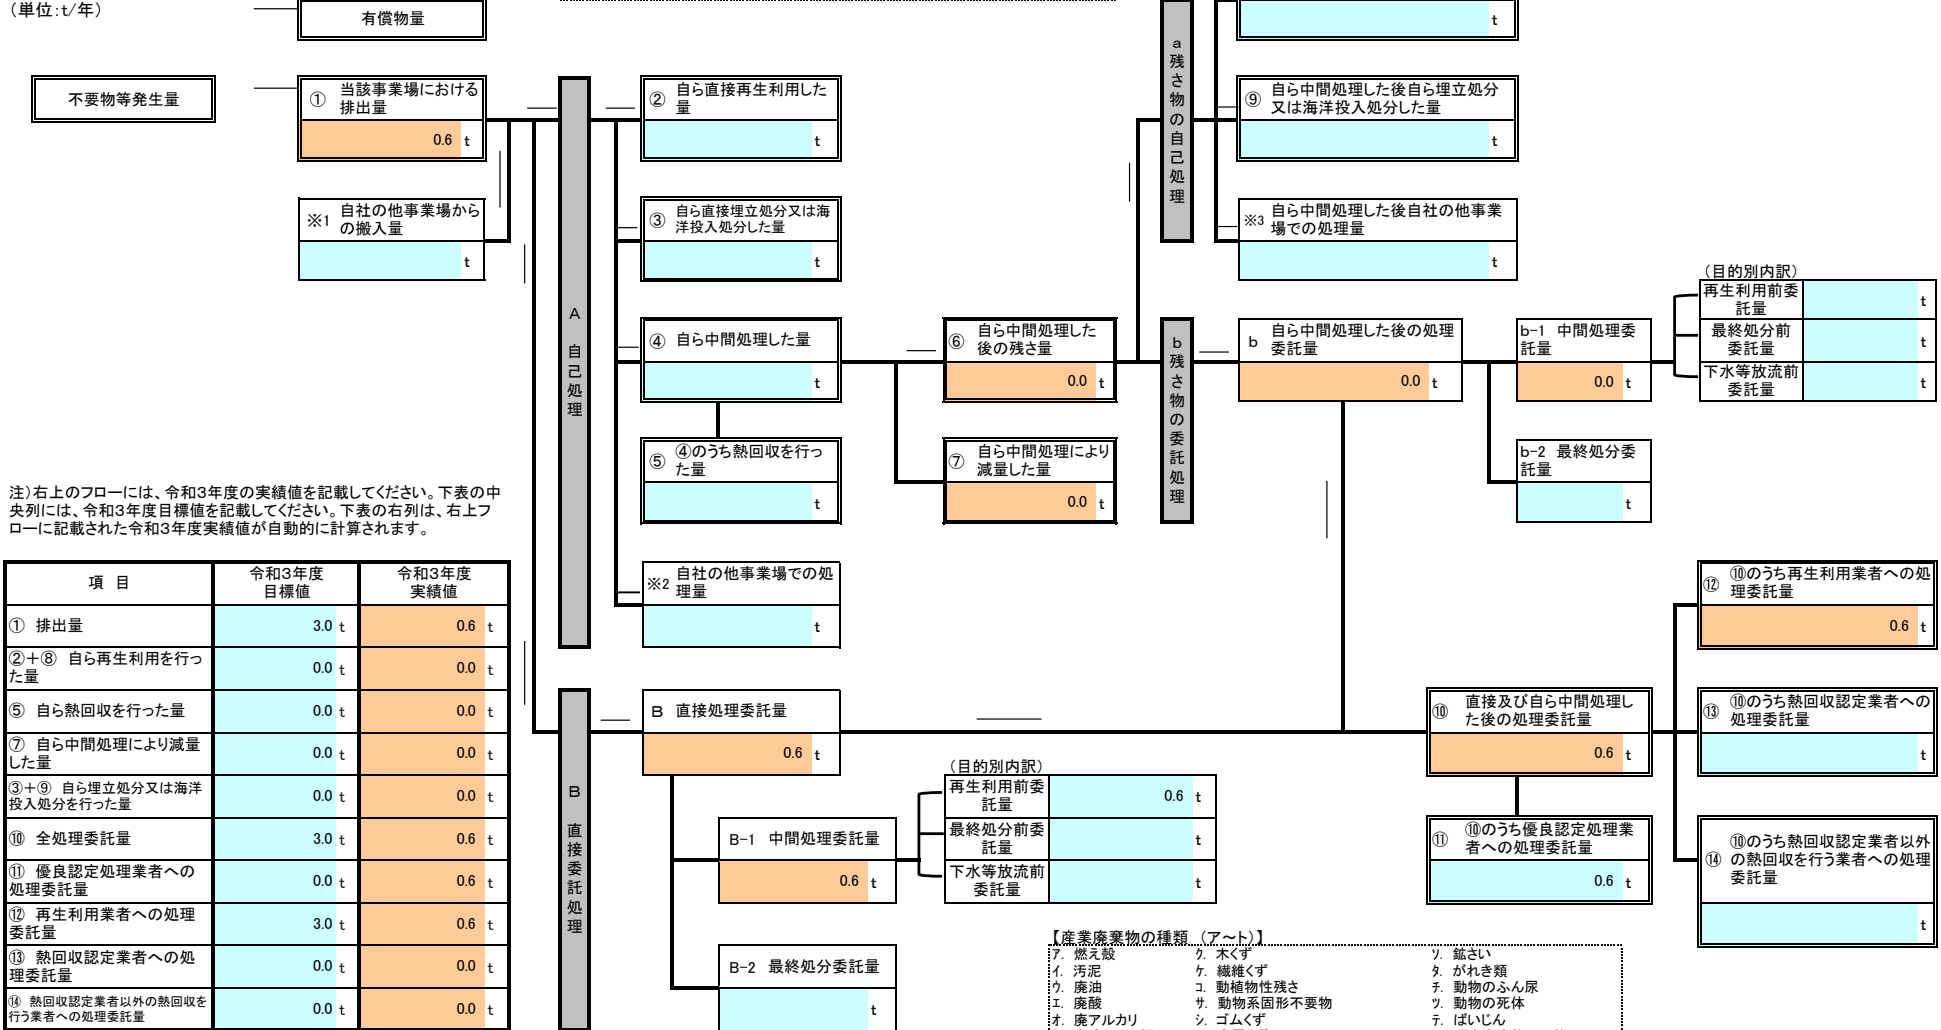 （単位：t/年）
有償物量
t
不要物等発生量
① 当該事業場における
排出量
0.6 t
※1 自社の他事業場から
の搬入量
t
A 自己処理
② 自ら直接再生利用した
量
t
③ 自ら直接埋立処分又は海
洋投入処分した量
t
④ 自ら中間処理した量
t
⑤ ④のうち熱回収を行っ
た量
t
※2 自社の他事業場での処
理量
t
⑥ 自ら中間処理した
後の残さ量
0.0 t
⑦ 自ら中間処理により
減量した量
0.0 t
a 残さ物の自己処理
⑨ 自ら中間処理した後自ら埋立処分
又は海洋投入処分した量
t
※3 自ら中間処理した後自社の他事業
場での処理量
t
b 残さ物の委託処理
b 自ら中間処理した後の処理
委託量
0.0 t
b-1 中間処理委
託量
0.0 t
b-2 最終処分委
託量
t
（目的別内訳）
再生利用前委
託量 t
最終処分前
委託量 t
下水等放流前
委託量 t
注）右上のフローには、令和3年度の実績値を記載してください。下表の中
央列には、令和3年度目標値を記載してください。下表の右列は、右上フ
ローに記載された令和3年度実績値が自動的に計算されます。
項 目 令和3年度 目標値 令和3年度 実績値
① 排出量 3.0 t 0.6 t
②＋⑧ 自ら再生利用を行っ
た量 0.0 t 0.0 t
⑤ 自ら熱回収を行った量 0.0 t 0.0 t
⑦ 自ら中間処理により減量
した量 0.0 t 0.0 t
③＋⑨ 自ら埋立処分又は海洋
投入処分を行った量 0.0 t 0.0 t
⑩ 全処理委託量 3.0 t 0.6 t
⑪ 優良認定処理業者への
処理委託量 0.0 t 0.6 t
⑫ 再生利用業者への処理
委託量 3.0 t 0.6 t
⑬ 熱回収認定業者への処
理委託量 0.0 t 0.0 t
⑭ 熱回収認定業者以外の熱回収を
行う業者への処理委託量 0.0 t 0.0 t
B 直接委託処理
B 直接処理委託量
0.6 t
B-1 中間処理委託量
0.6 t
B-2 最終処分委託量
t
（目的別内訳）
再生利用前委
託量 0.6 t
最終処分前委
託量 t
下水等放流前
委託量 t
⑩ 直接及び自ら中間処理し
た後の処理委託量
0.6 t
⑪ ⑩のうち優良認定処理業
者への処理委託量
0.6 t
⑫ ⑩のうち再生利用業者への処
理委託量
0.6 t
⑬ ⑩のうち熱回収認定業者への
処理委託量
t
⑭ ⑩のうち熱回収認定業者以外
の熱回収を行う業者への処理
委託量
t
【産業廃棄物の種類 （ア～ト）】
ア. 燃え殻 ク. 木くず ソ. 鉱さい
イ. 汚泥 ケ. 繊維くず タ. がれき類
ウ. 廃油 コ. 動植物性残さ チ. 動物のふん尿
エ. 廃酸 サ. 動物系固形不要物 ツ. 動物の死体
オ. 廃アルカリ シ. ゴムくず テ. ばいじん